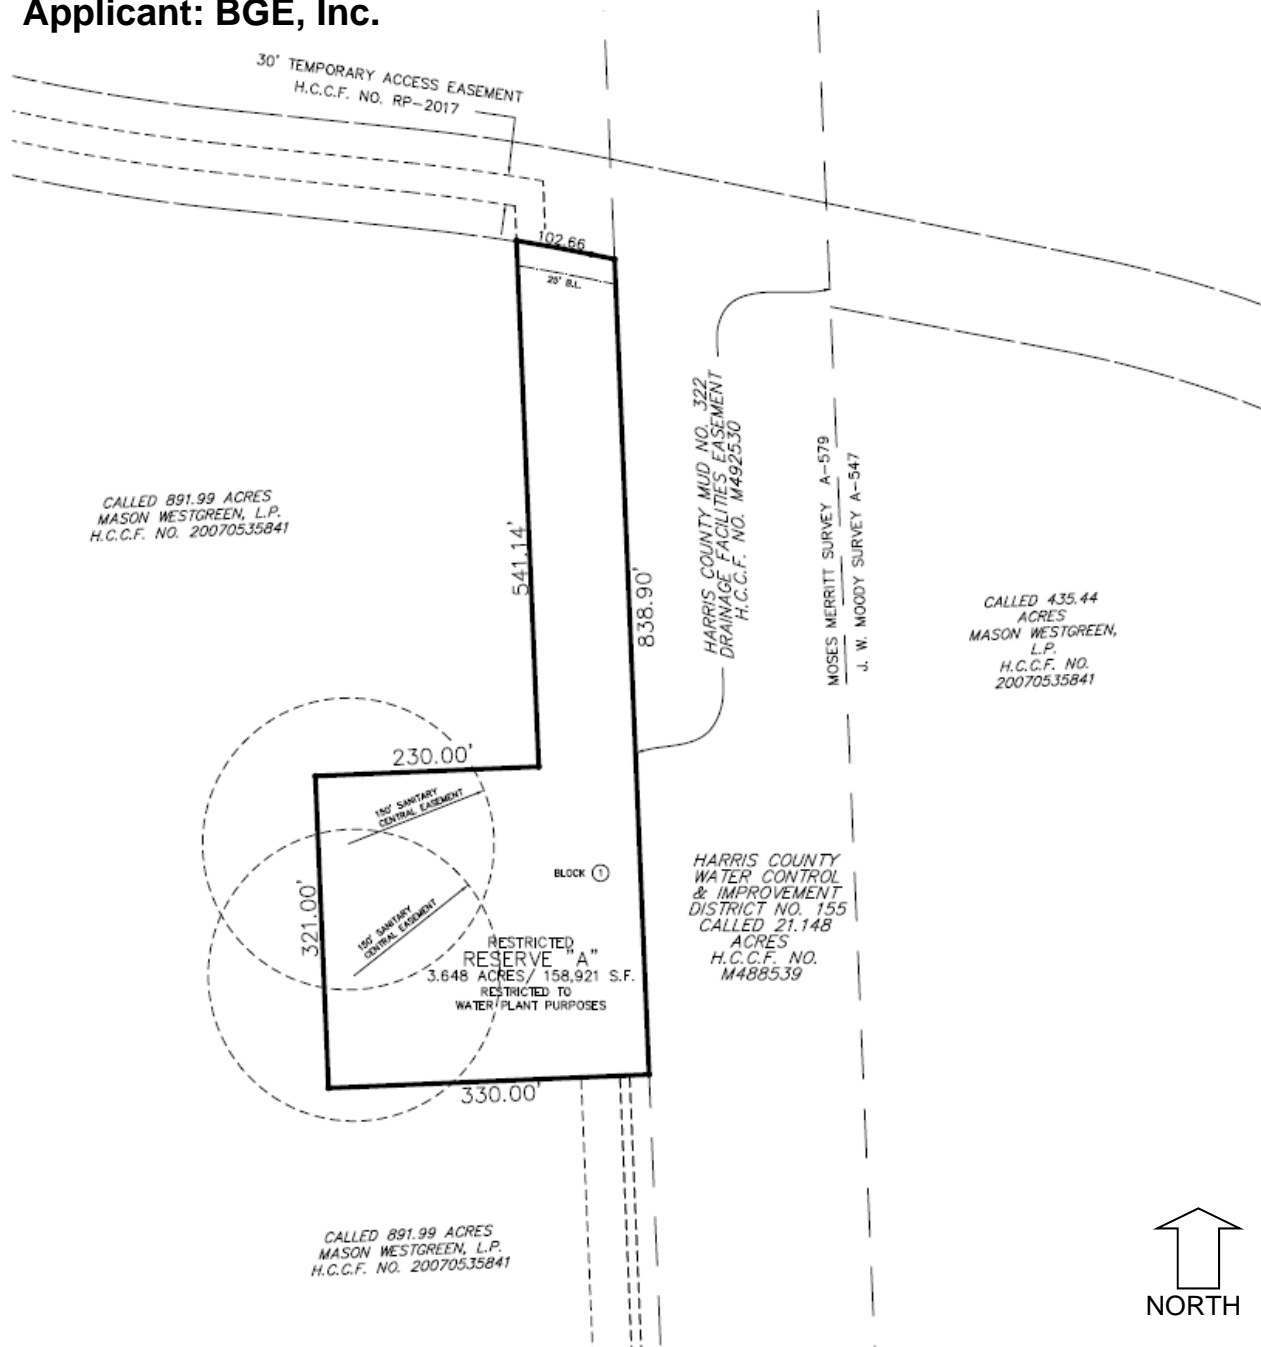 Applicant: BGE, Inc.
30' TEMPORARY ACCESS EASEMENT
H.C.C.F. NO. RP-2017
102.66
25' B.L.
HARRIS COUNTY MUD NO. 322
DRAINAGE FACILITIES EASEMENT
H.C.C.F. NO. M492530
MOSES MERRITT SURVEY A-579
J. W. MOODY SURVEY A-547
CALLED 891.99 ACRES
MASON WESTGREEN, L.P.
H.C.C.F. NO. 20070535841
541.14'
838.90'
CALLED 435.44
ACRES
MASON WESTGREEN,
L.P.
H.C.C.F. NO.
20070535841
230.00'
150' SANITARY
CENTRAL EASEMENT
BLOCK 1
321.00'
150' SANITARY
CENTRAL EASEMENT
RESTRICTED
RESERVE "A"
3.648 ACRES/ 158,921 S.F.
RESTRICTED TO
WATER PLANT PURPOSES
HARRIS COUNTY
WATER CONTROL
& IMPROVEMENT
DISTRICT NO. 155
CALLED 21.148
ACRES
H.C.C.F. NO.
M488539
330.00'
CALLED 891.99 ACRES
MASON WESTGREEN, L.P.
H.C.C.F. NO. 20070535841
NORTH